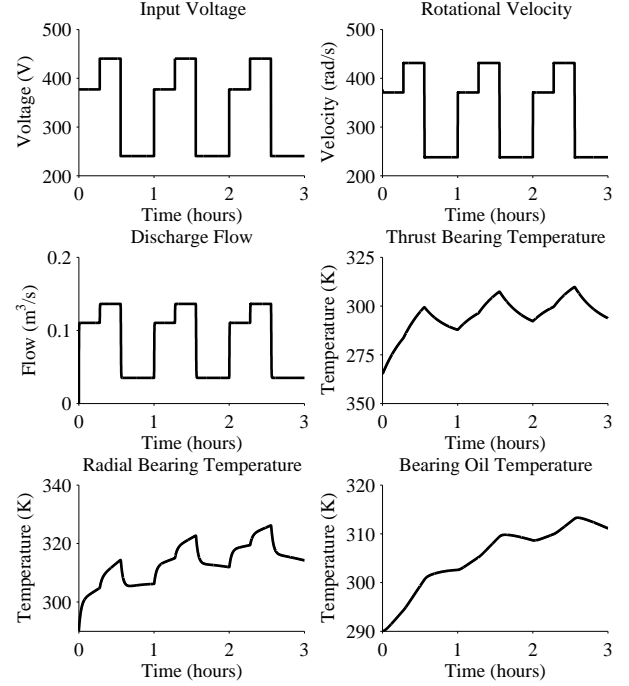 Input Voltage
Voltage (V)
500
400
300
200
0 1 2 3
Time (hours)
Rotational Velocity
Velocity (rad/s)
500
400
300
200
0 1 2 3
Time (hours)
Discharge Flow
Flow (m³/s)
0.2
0.1
0
0 1 2 3
Time (hours)
Thrust Bearing Temperature
Temperature (K)
325
300
275
350
0 1 2 3
Time (hours)
Radial Bearing Temperature
Temperature (K)
340
320
300
0 1 2 3
Time (hours)
Bearing Oil Temperature
Temperature (K)
320
310
300
290
0 1 2 3
Time (hours)